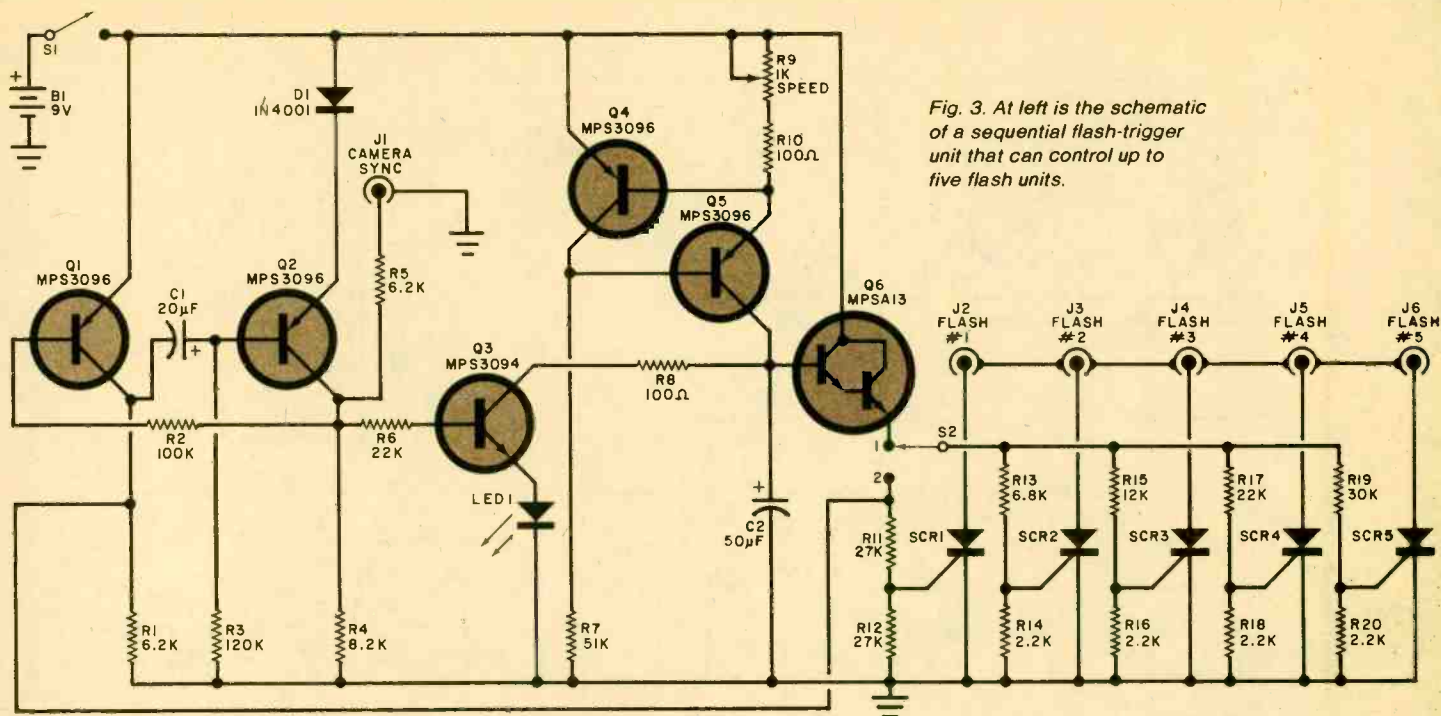 S1
+
B1
9V
D1
1N4001
J1
CAMERA
SYNC
Q4
MPS3096
R9
1K
SPEED
R10
100Ω
Fig. 3. At left is the schematic
of a sequential flash-trigger
unit that can control up to
five flash units.
Q1
MPS3096
C1
20µF
+
Q2
MPS3096
R5
6.2K
Q5
MPS3096
Q6
MPSA13
Q3
MPS3094
R8
100Ω
J2
FLASH
#1
J3
FLASH
#2
J4
FLASH
#3
J5
FLASH
#4
J6
FLASH
#5
R2
100K
R6
22K
LED1
+
C2
50µF
1
S2
2
R11
27K
R13
6.8K
R15
12K
R17
22K
R19
30K
SCR1
SCR2
SCR3
SCR4
SCR5
R1
6.2K
R3
120K
R4
8.2K
R7
51K
R12
27K
R14
2.2K
R16
2.2K
R18
2.2K
R20
2.2K